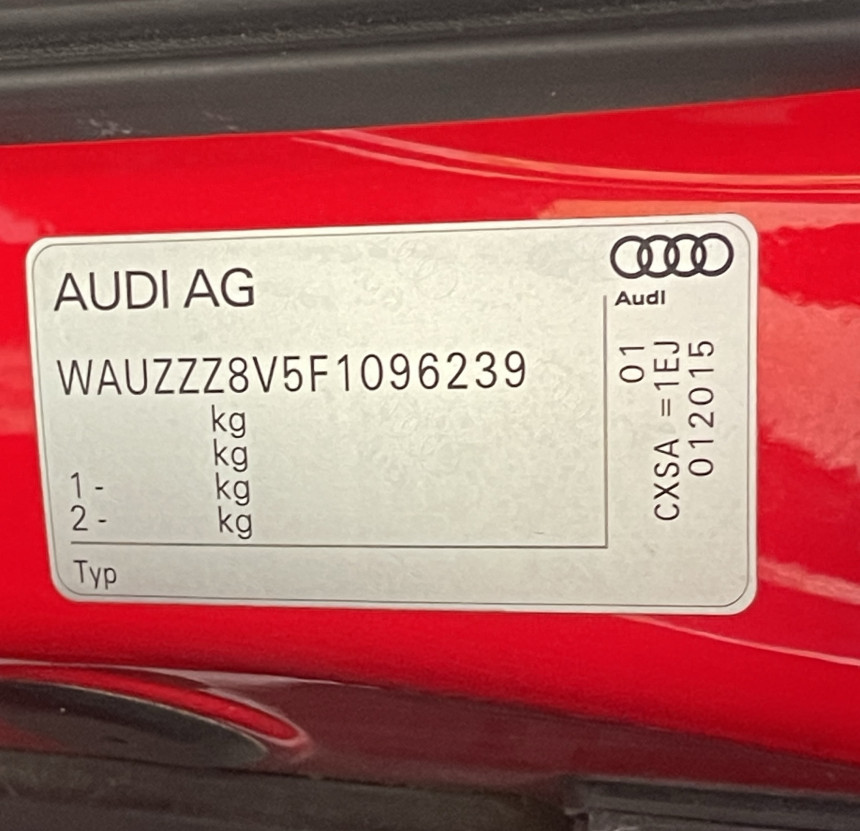 AUDI AG
WAUZZZ8V5F1096239
kg
kg
1 - kg
2 - kg
Typ
Audi
01
CXSA =1EJ
012015